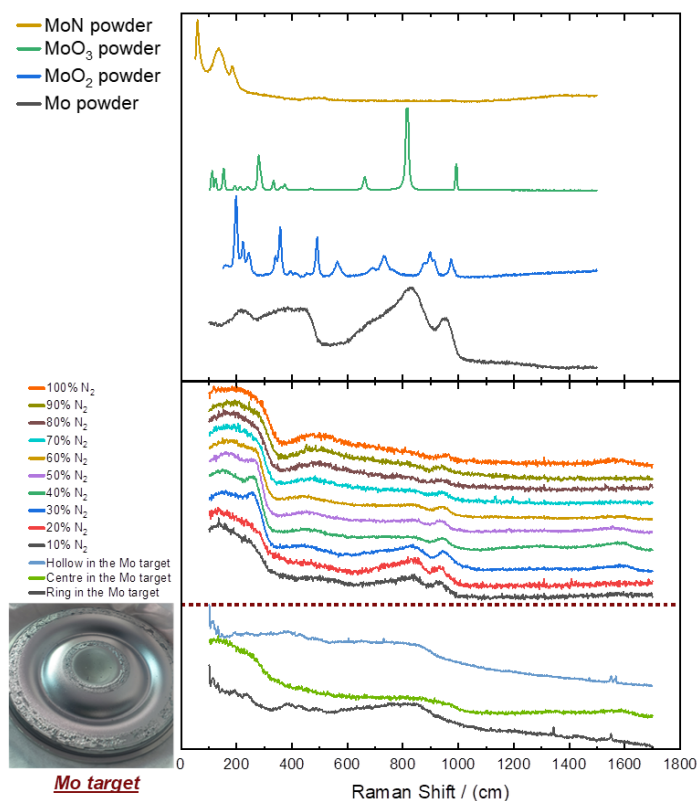 MoN powder
MoO₃ powder
MoO₂ powder
Mo powder
100% N₂
90% N₂
80% N₂
70% N₂
60% N₂
50% N₂
40% N₂
30% N₂
20% N₂
10% N₂
Hollow in the Mo target
Centre in the Mo target
Ring in the Mo target
Mo target
0 200 400 600 800 1000 1200 1400 1600 1800
Raman Shift / (cm)